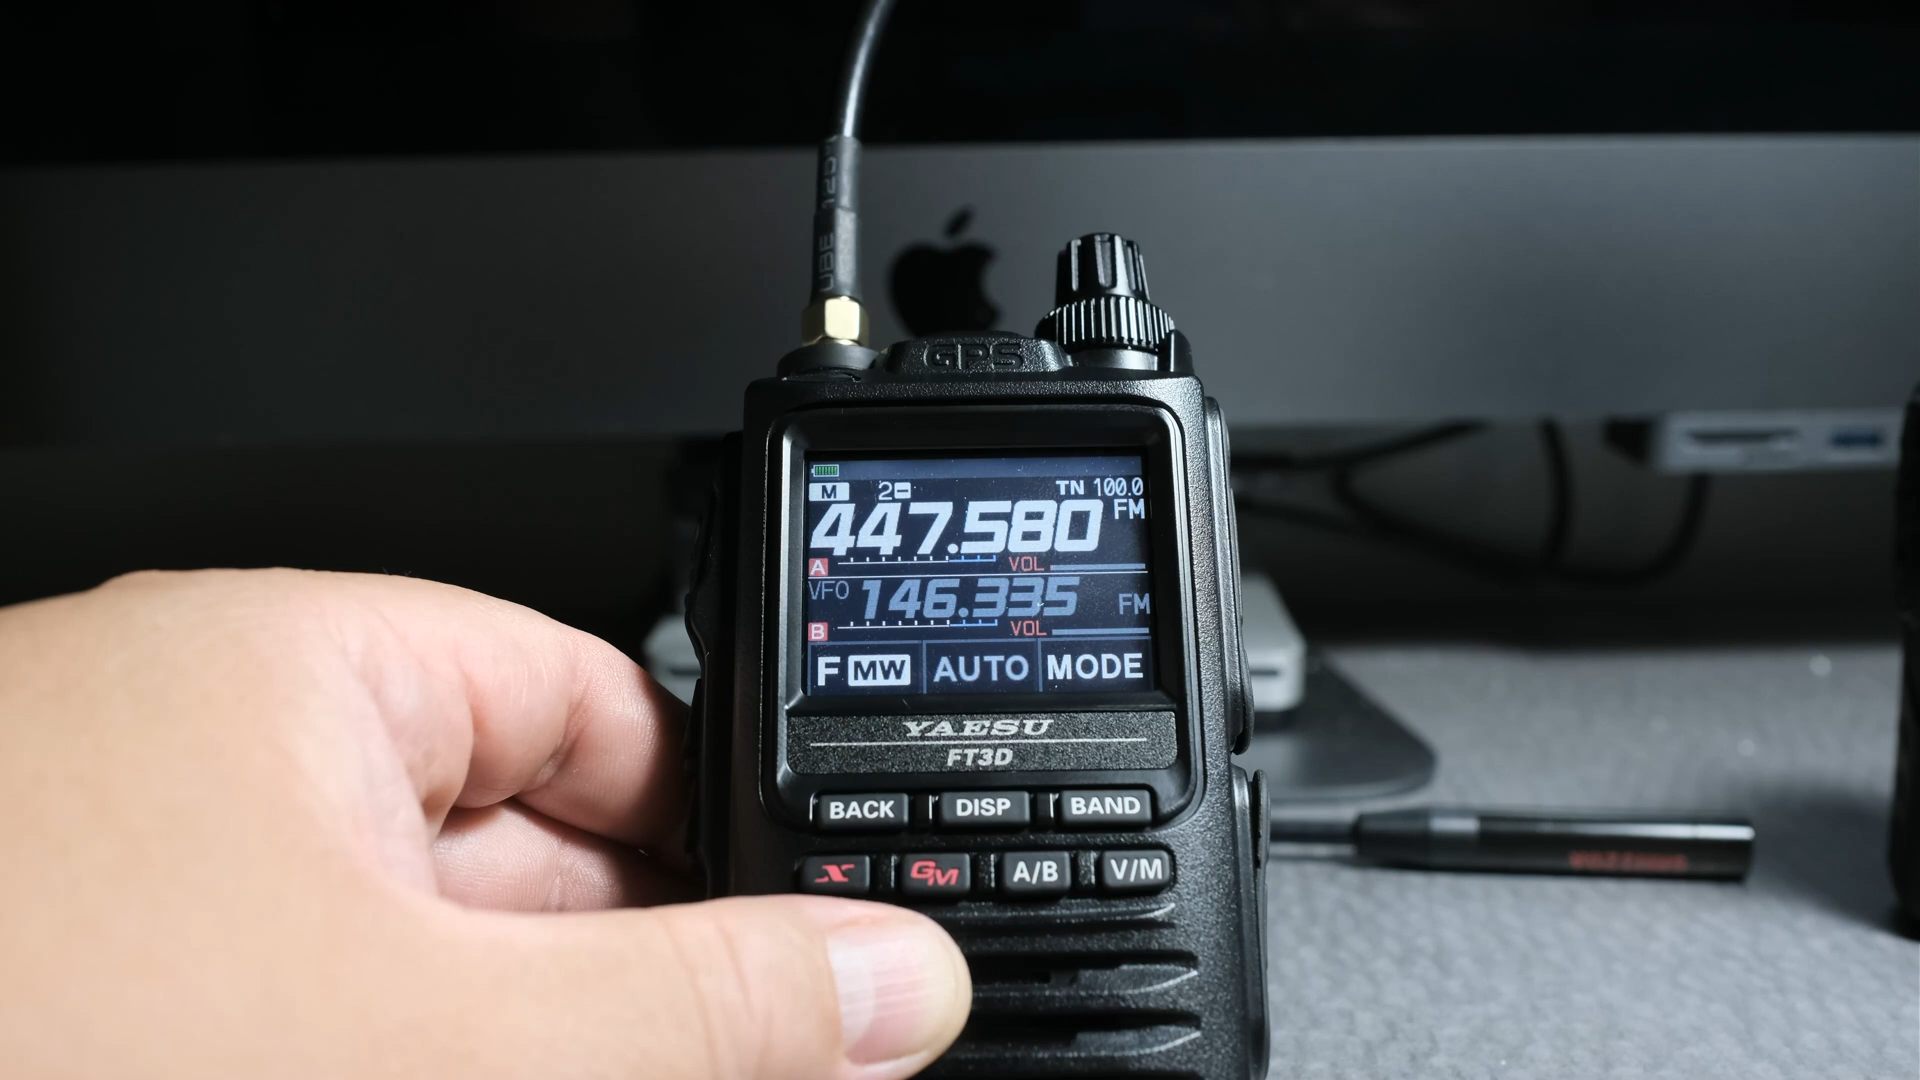 GPS
M 2 TN 100.0
447.580 FM
A VOL
VFO 146.335 FM
B VOL
F MW AUTO MODE
YAESU
FT3D
BACK DISP BAND
X GM A/B V/M